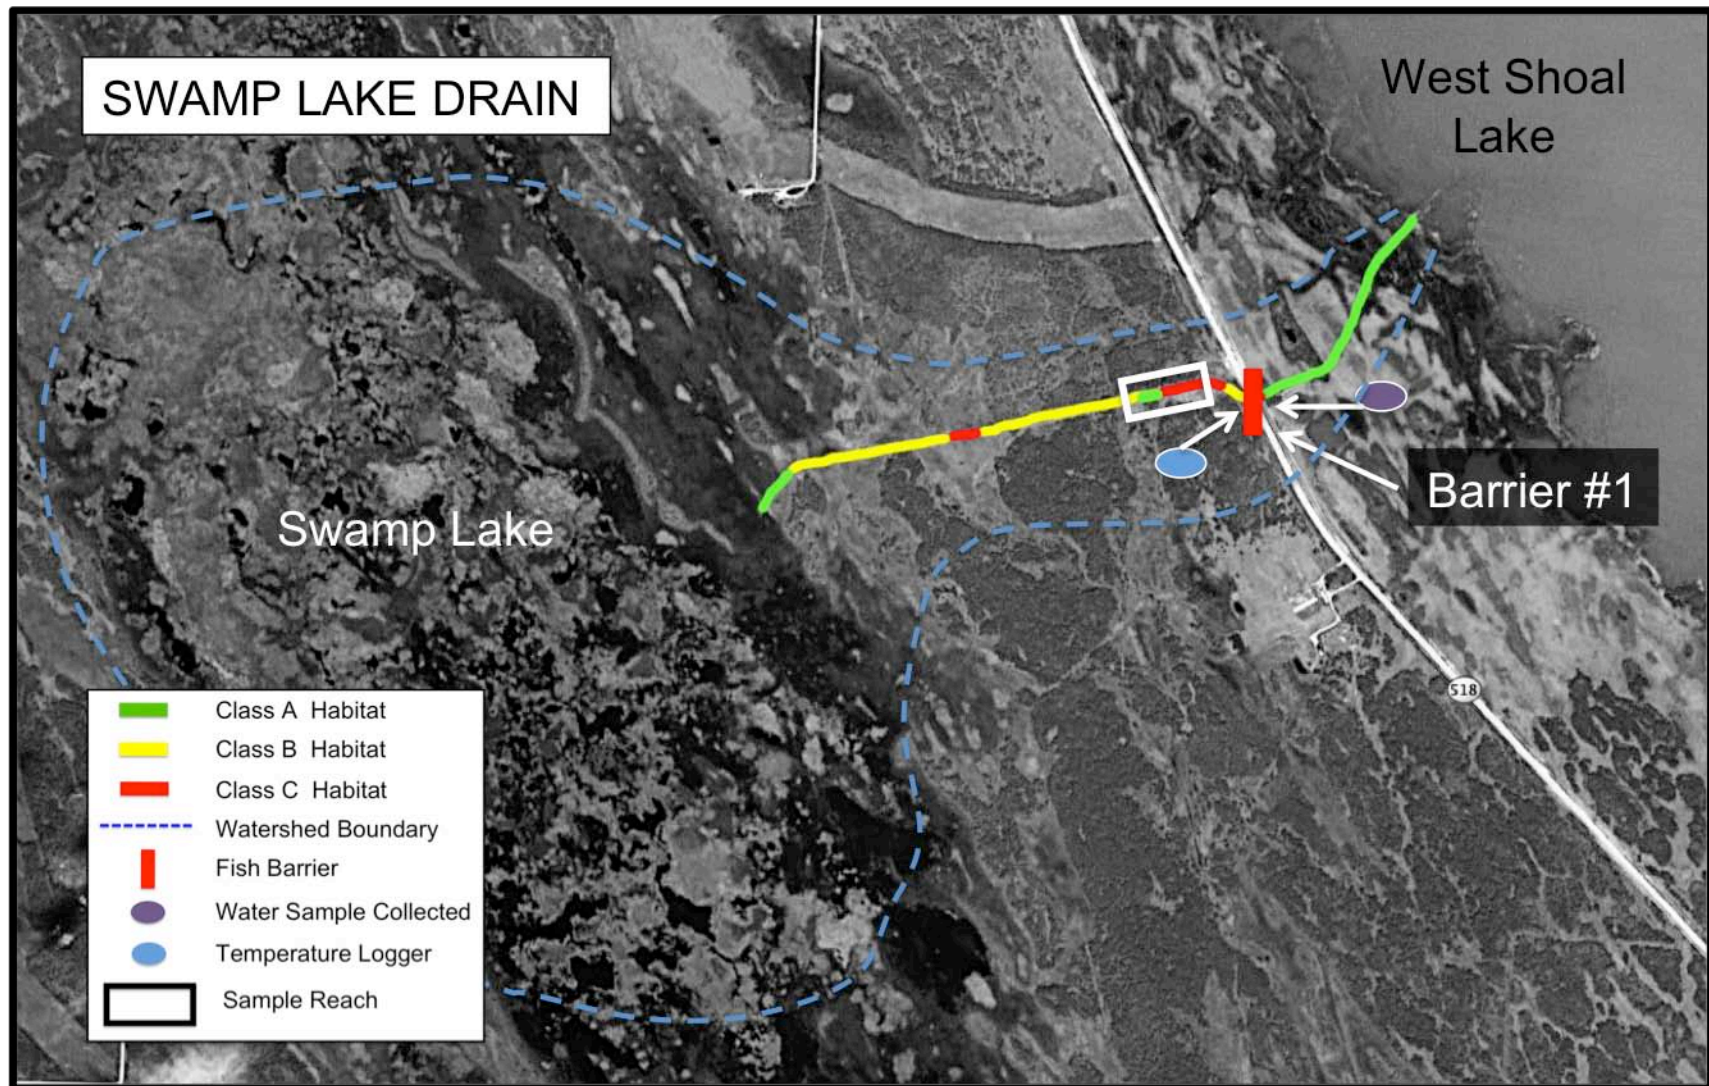 SWAMP LAKE DRAIN
West Shoal
Lake
Barrier #1
Swamp Lake
518
Class A Habitat
Class B Habitat
Class C Habitat
Watershed Boundary
Fish Barrier
Water Sample Collected
Temperature Logger
Sample Reach